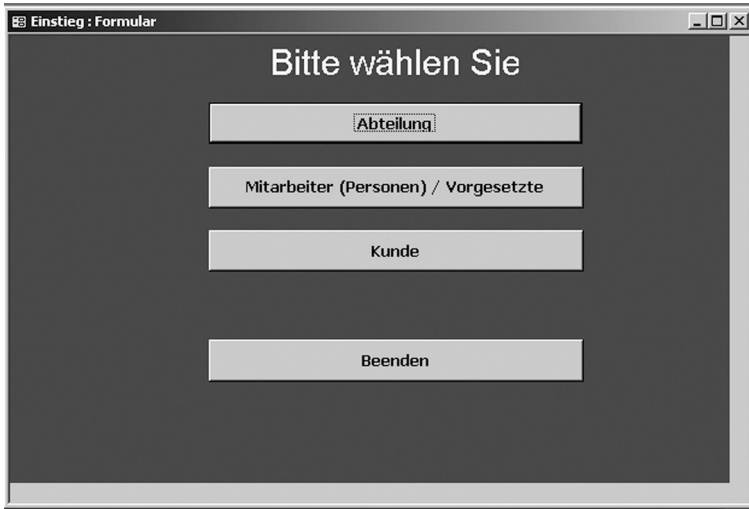 Einstieg : Formular
Bitte wählen Sie
Abteilung
Mitarbeiter (Personen) / Vorgesetzte
Kunde
Beenden